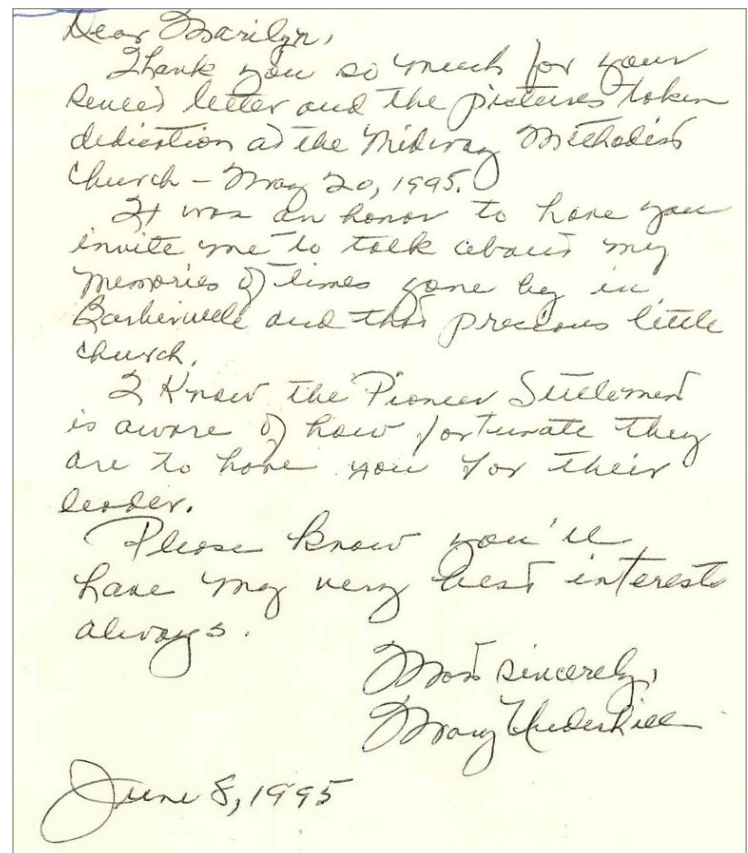 Dear Marilyn,
Thank you so much for your
letter and the pictures taken
dedication at the Midway Methodist
Church - May 20, 1995.
It was an honor to have you
invite me to talk about my
memories of times gone by in
Barberville and that precious little
church.
I know the Pioneer Settlement
is aware of how fortunate they
are to have you for their
leader.
Please know you'll
have my very best interests
always.
Most sincerely,
Mary Underhill
June 8, 1995